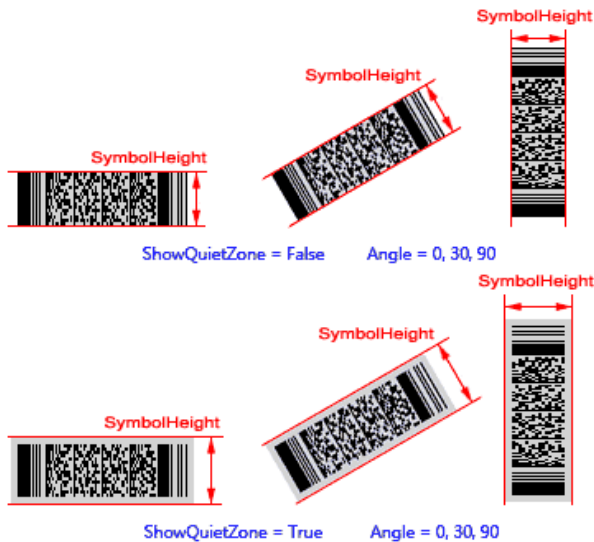 SymbolHeight
SymbolHeight
SymbolHeight
ShowQuietZone = False Angle = 0, 30, 90
SymbolHeight
SymbolHeight
SymbolHeight
ShowQuietZone = True Angle = 0, 30, 90